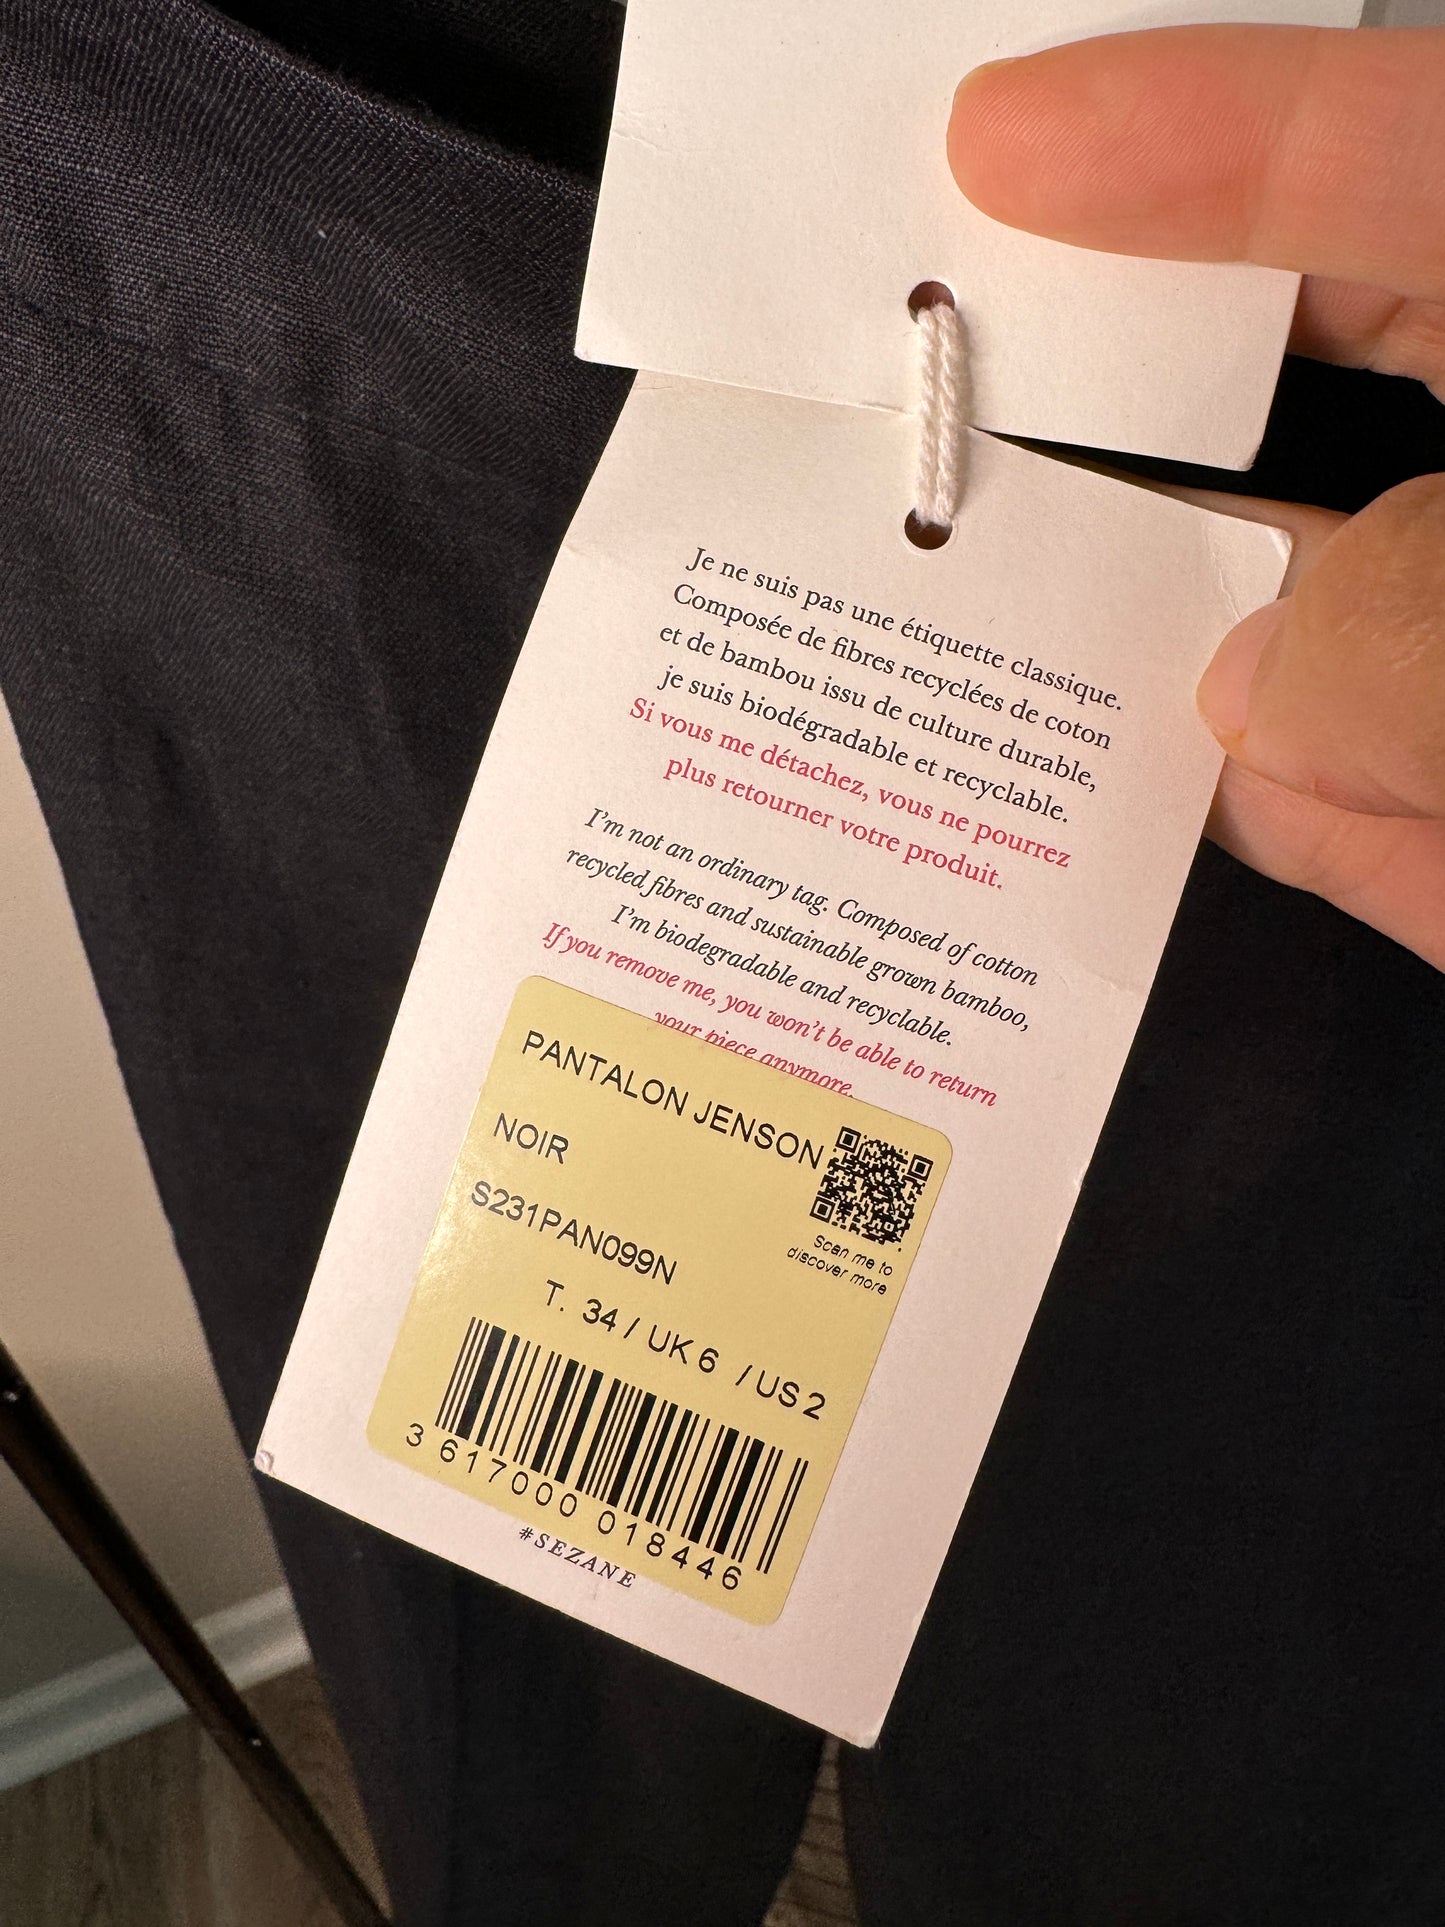 Je ne suis pas une étiquette classique.
Composée de fibres recyclées de coton
et de bambou issu de culture durable,
je suis biodégradable et recyclable.
Si vous me détachez, vous ne pourrez
plus retourner votre produit.
I'm not an ordinary tag. Composed of cotton
recycled fibres and sustainable grown bamboo,
I'm biodegradable and recyclable.
If you remove me, you won't be able to return
your piece anymore.
PANTALON JENSON
NOIR
S231PAN099N
Scan me to
discover more
T. 34 / UK 6 / US 2
3 617000 018446
#SEZANE